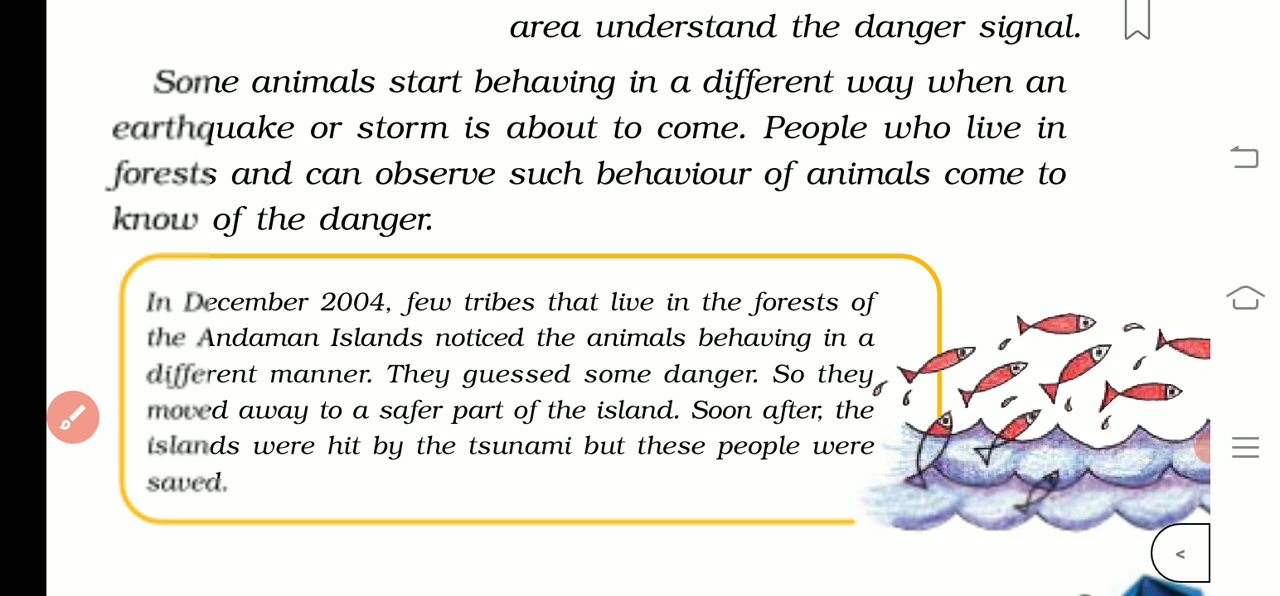 area understand the danger signal.
Some animals start behaving in a different way when an
earthquake or storm is about to come. People who live in
forests and can observe such behaviour of animals come to
know of the danger.
In December 2004, few tribes that live in the forests of
the Andaman Islands noticed the animals behaving in a
different manner. They guessed some danger. So they
moved away to a safer part of the island. Soon after, the
islands were hit by the tsunami but these people were
saved.